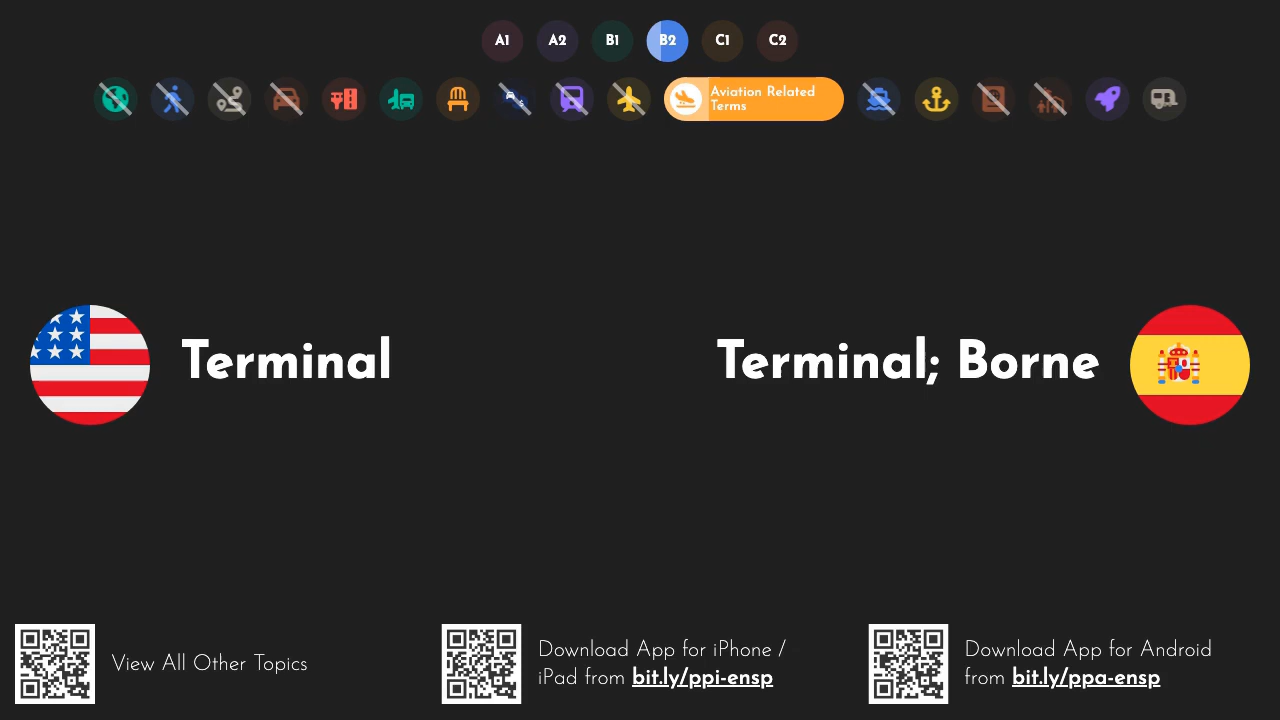 A1 A2 B1 B2 C1 C2
Aviation Related
Terms
Terminal
Terminal; Borne
View All Other Topics
Download App for iPhone /
iPad from bit.ly/ppi-ensp
Download App for Android
from bit.ly/ppa-ensp